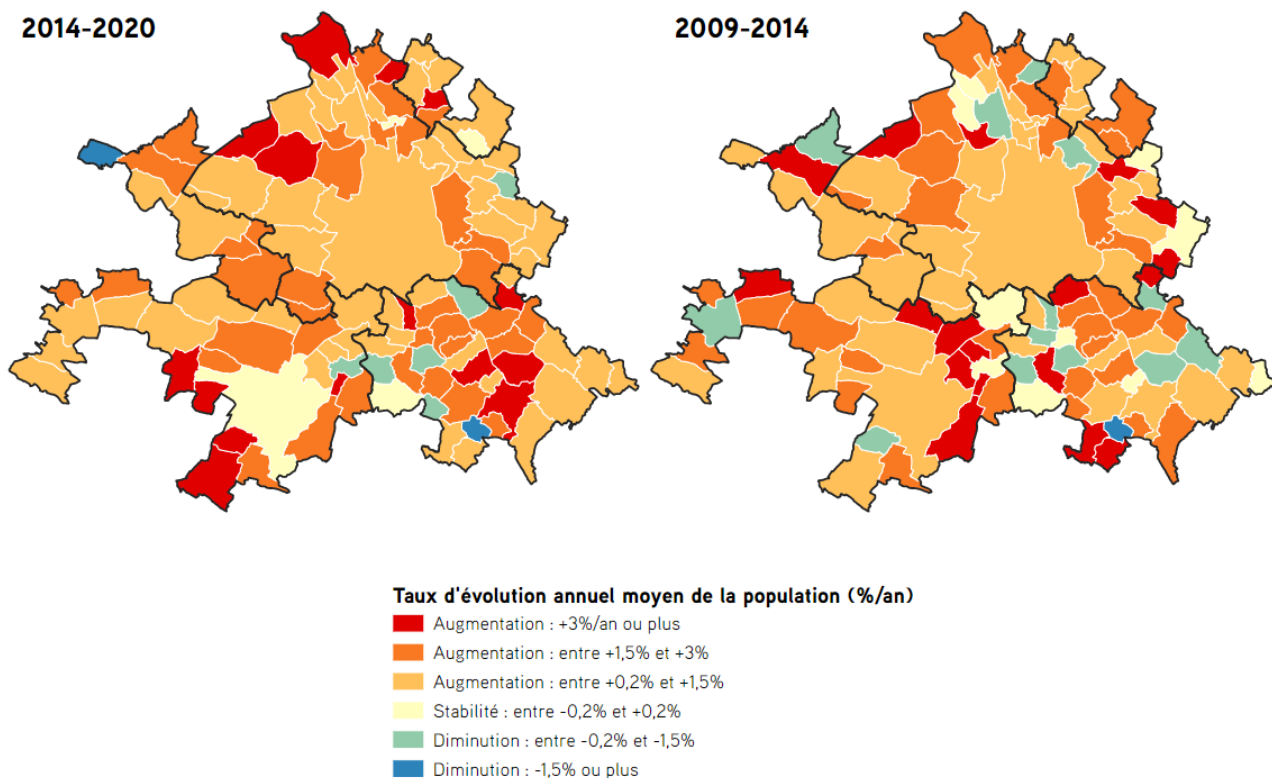 2014-2020
2009-2014
Taux d'évolution annuel moyen de la population (%/an)
Augmentation : +3%/an ou plus
Augmentation : entre +1,5% et +3%
Augmentation : entre +0,2% et +1,5%
Stabilité : entre -0,2% et +0,2%
Diminution : entre -0,2% et -1,5%
Diminution : -1,5% ou plus